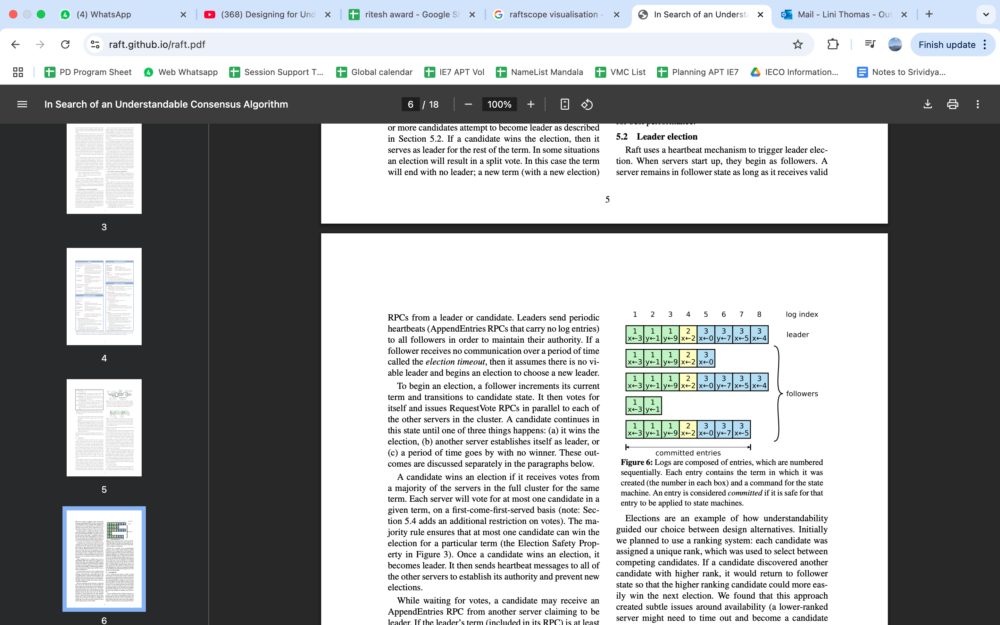 (4) WhatsApp
(368) Designing for Und
ritesh award - Google Sh
raftscope visualisation -
In Search of an Understa
Mail - Lini Thomas - Out
raft.github.io/raft.pdf
Finish update
PD Program Sheet
Web Whatsapp
Session Support T...
Global calendar
IE7 APT Vol
NameList Mandala
VMC List
Planning APT IE7
IECO Information...
Notes to Srividya...
In Search of an Understandable Consensus Algorithm
6 / 18
100%
3
4
5
6
or more candidates attempt to become leader as described
in Section 5.2. If a candidate wins the election, then it
serves as leader for the rest of the term. In some situations
an election will result in a split vote. In this case the term
will end with no leader; a new term (with a new election)
for best performance.
5.2 Leader election
Raft uses a heartbeat mechanism to trigger leader elec-
tion. When servers start up, they begin as followers. A
server remains in follower state as long as it receives valid
5
RPCs from a leader or candidate. Leaders send periodic
heartbeats (AppendEntries RPCs that carry no log entries)
to all followers in order to maintain their authority. If a
follower receives no communication over a period of time
called the election timeout, then it assumes there is no vi-
able leader and begins an election to choose a new leader.
To begin an election, a follower increments its current
term and transitions to candidate state. It then votes for
itself and issues RequestVote RPCs in parallel to each of
the other servers in the cluster. A candidate continues in
this state until one of three things happens: (a) it wins the
election, (b) another server establishes itself as leader, or
(c) a period of time goes by with no winner. These out-
comes are discussed separately in the paragraphs below.
A candidate wins an election if it receives votes from
a majority of the servers in the full cluster for the same
term. Each server will vote for at most one candidate in a
given term, on a first-come-first-served basis (note: Sec-
tion 5.4 adds an additional restriction on votes). The ma-
jority rule ensures that at most one candidate can win the
election for a particular term (the Election Safety Prop-
erty in Figure 3). Once a candidate wins an election, it
becomes leader. It then sends heartbeat messages to all of
the other servers to establish its authority and prevent new
elections.
While waiting for votes, a candidate may receive an
AppendEntries RPC from another server claiming to be
leader. If the leader's term (included in its RPC) is at least
1 2 3 4 5 6 7 8 log index
1 1 1 2 3 3 3 3
x←3 y←1 y←9 x←2 x←0 y←7 x←5 x←4
leader
1 1 1 2 3
x←3 y←1 y←9 x←2 x←0
1 1 1 2 3 3 3 3
x←3 y←1 y←9 x←2 x←0 y←7 x←5 x←4
followers
1 1
x←3 y←1
1 1 1 2 3 3 3
x←3 y←1 y←9 x←2 x←0 y←7 x←5
committed entries
Figure 6: Logs are composed of entries, which are numbered
sequentially. Each entry contains the term in which it was
created (the number in each box) and a command for the state
machine. An entry is considered committed if it is safe for that
entry to be applied to state machines.
Elections are an example of how understandability
guided our choice between design alternatives. Initially
we planned to use a ranking system: each candidate was
assigned a unique rank, which was used to select between
competing candidates. If a candidate discovered another
candidate with higher rank, it would return to follower
state so that the higher ranking candidate could more eas-
ily win the next election. We found that this approach
created subtle issues around availability (a lower-ranked
server might need to time out and become a candidate